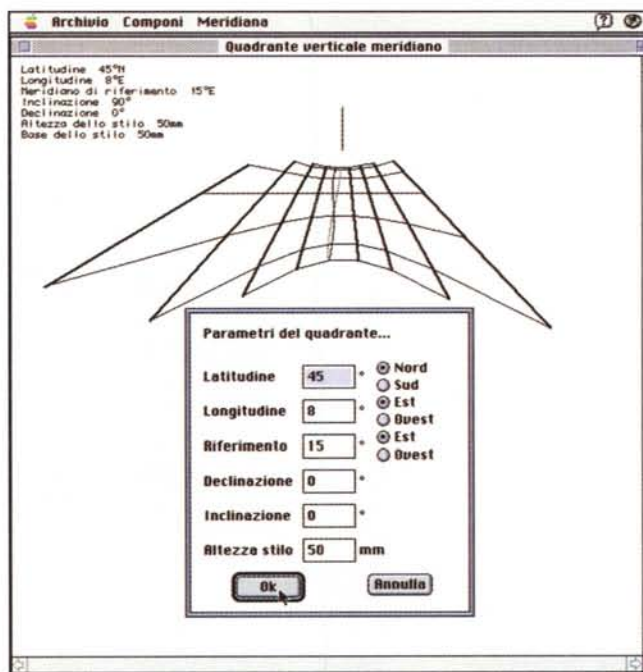 Archivio Componi Meridiana
Quadrante verticale meridiano
Latitudine 45°N
Longitudine 8°E
Meridiano di riferimento 15°E
Inclinazione 90°
Declinazione 0°
Altezza dello stilo 50mm
Base dello stilo 50mm
Parametri del quadrante...
Latitudine 45 ° Nord
Sud
Longitudine 8 ° Est
Ovest
Riferimento 15 ° Est
Ovest
Declinazione 0 °
Inclinazione 0 °
Altezza stilo 50 mm
Ok Annulla